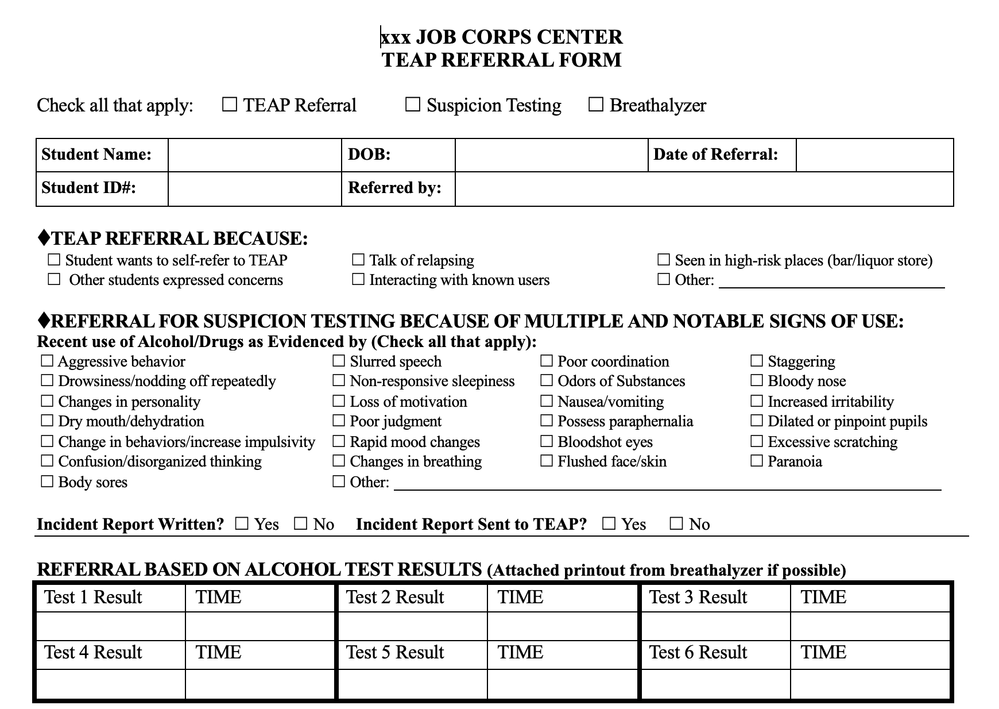 xxx JOB CORPS CENTER
TEAP REFERRAL FORM
Check all that apply: ☐ TEAP Referral ☐ Suspicion Testing ☐ Breathalyzer
Student Name: DOB: Date of Referral:
Student ID#: Referred by:
♦TEAP REFERRAL BECAUSE:
☐ Student wants to self-refer to TEAP ☐ Talk of relapsing ☐ Seen in high-risk places (bar/liquor store)
☐ Other students expressed concerns ☐ Interacting with known users ☐ Other:
♦REFERRAL FOR SUSPICION TESTING BECAUSE OF MULTIPLE AND NOTABLE SIGNS OF USE:
Recent use of Alcohol/Drugs as Evidenced by (Check all that apply):
☐ Aggressive behavior ☐ Slurred speech ☐ Poor coordination ☐ Staggering
☐ Drowsiness/nodding off repeatedly ☐ Non-responsive sleepiness ☐ Odors of Substances ☐ Bloody nose
☐ Changes in personality ☐ Loss of motivation ☐ Nausea/vomiting ☐ Increased irritability
☐ Dry mouth/dehydration ☐ Poor judgment ☐ Possess paraphernalia ☐ Dilated or pinpoint pupils
☐ Change in behaviors/increase impulsivity ☐ Rapid mood changes ☐ Bloodshot eyes ☐ Excessive scratching
☐ Confusion/disorganized thinking ☐ Changes in breathing ☐ Flushed face/skin ☐ Paranoia
☐ Body sores ☐ Other:
Incident Report Written? ☐ Yes ☐ No Incident Report Sent to TEAP? ☐ Yes ☐ No
REFERRAL BASED ON ALCOHOL TEST RESULTS (Attached printout from breathalyzer if possible)
Test 1 Result TIME Test 2 Result TIME Test 3 Result TIME
Test 4 Result TIME Test 5 Result TIME Test 6 Result TIME